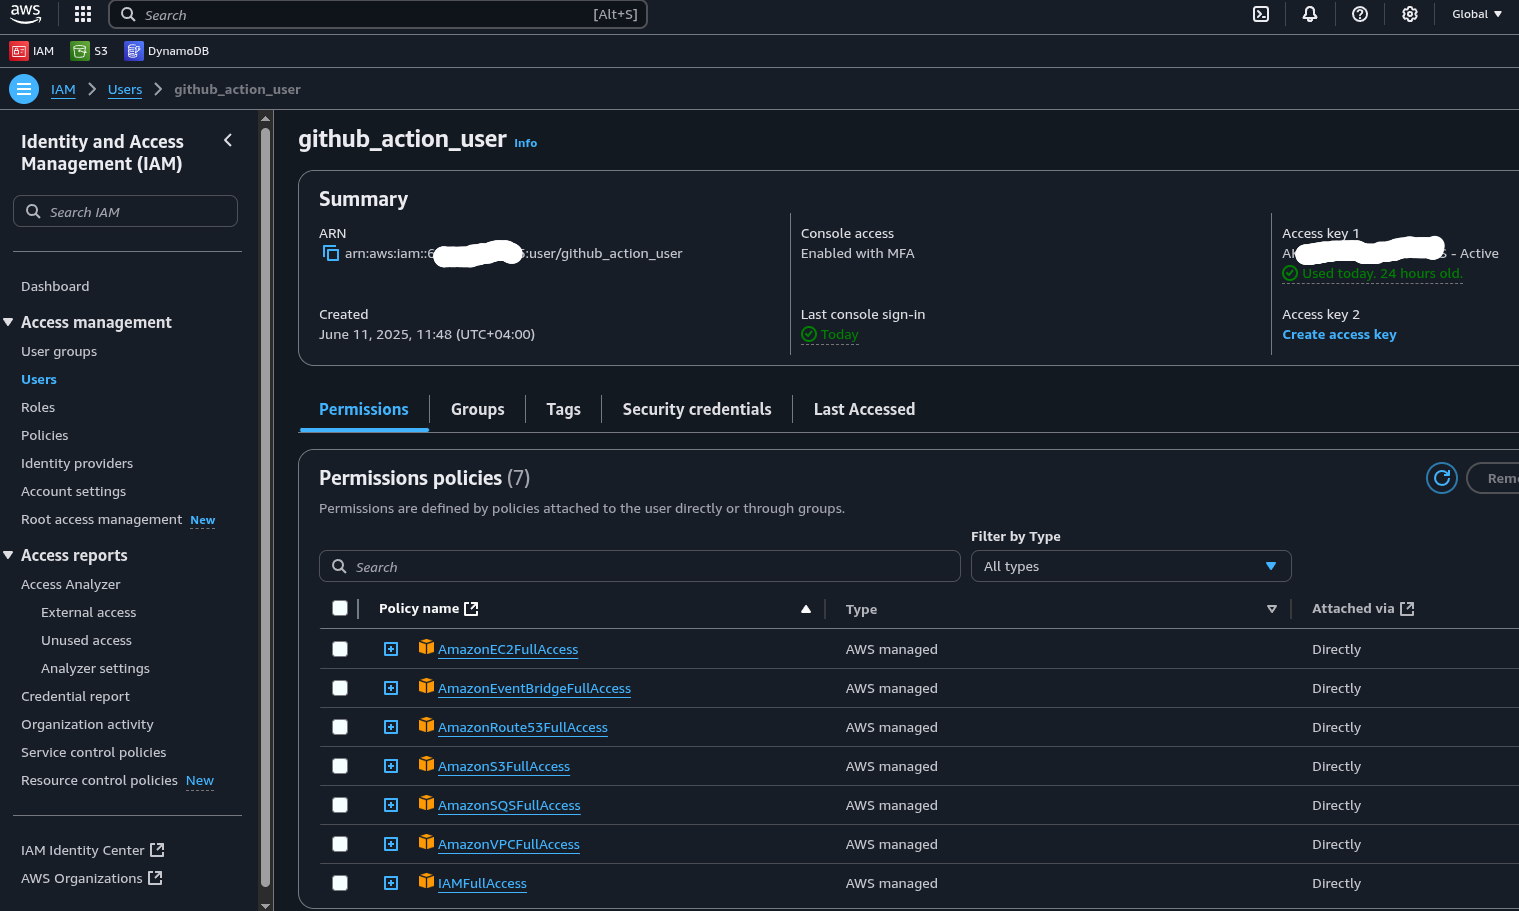 aws
Search [Alt+S] Global
IAM S3 DynamoDB
IAM Users github_action_user
Identity and Access
Management (IAM)
Search IAM
Dashboard
Access management
User groups
Users
Roles
Policies
Identity providers
Account settings
Root access management New
Access reports
Access Analyzer
External access
Unused access
Analyzer settings
Credential report
Organization activity
Service control policies
Resource control policies New
IAM Identity Center
AWS Organizations
github_action_user Info
Summary
ARN
arn:aws:iam:: :user/github_action_user
Created
June 11, 2025, 11:48 (UTC+04:00)
Console access
Enabled with MFA
Last console sign-in
Today
Access key 1
- Active
Used today. 24 hours old.
Access key 2
Create access key
Permissions Groups Tags Security credentials Last Accessed
Permissions policies (7)
Permissions are defined by policies attached to the user directly or through groups.
Filter by Type
Search All types
Policy name Type Attached via
AmazonEC2FullAccess AWS managed Directly
AmazonEventBridgeFullAccess AWS managed Directly
AmazonRoute53FullAccess AWS managed Directly
AmazonS3FullAccess AWS managed Directly
AmazonSQSFullAccess AWS managed Directly
AmazonVPCFullAccess AWS managed Directly
IAMFullAccess AWS managed Directly